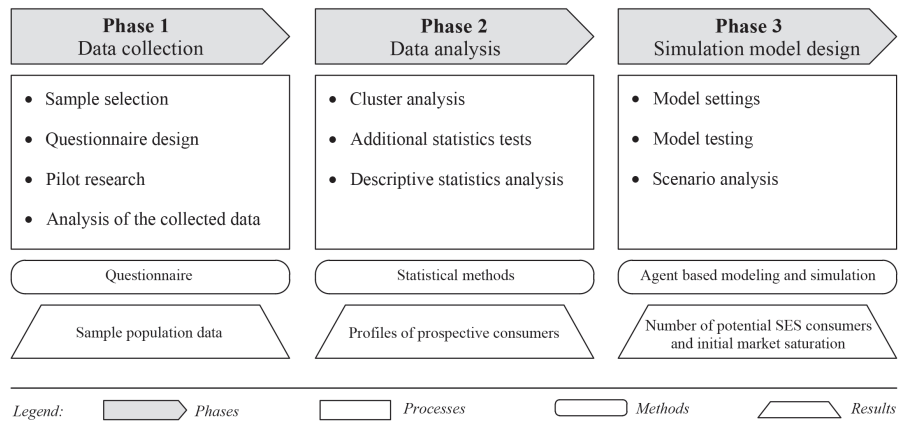 Phase 1
Data collection
Phase 2
Data analysis
Phase 3
Simulation model design
• Sample selection
• Questionnaire design
• Pilot research
• Analysis of the collected data
• Cluster analysis
• Additional statistics tests
• Descriptive statistics analysis
• Model settings
• Model testing
• Scenario analysis
Questionnaire
Statistical methods
Agent based modeling and simulation
Sample population data
Profiles of prospective consumers
Number of potential SES consumers
and initial market saturation
Legend:
Phases
Processes
Methods
Results